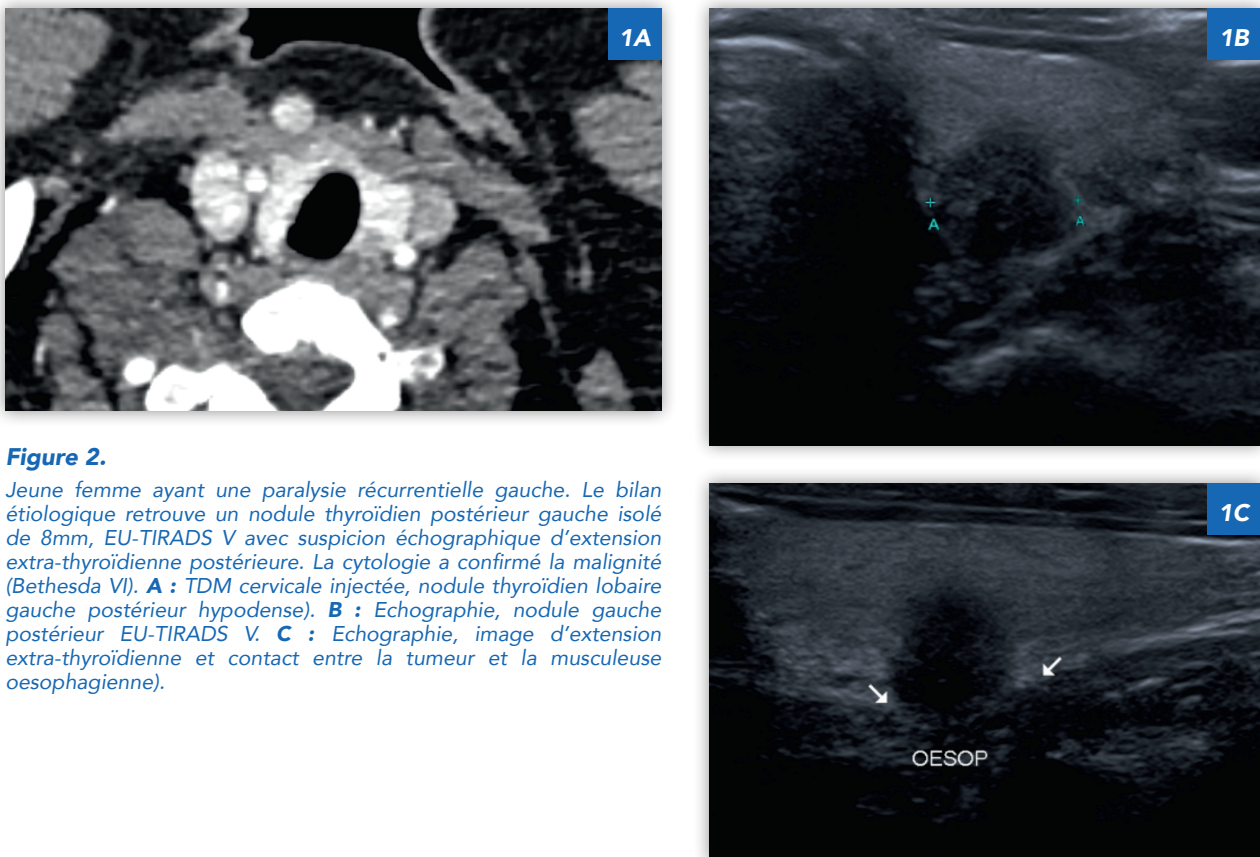 1A
Figure 2.
Jeune femme ayant une paralysie récurrentielle gauche. Le bilan
étiologique retrouve un nodule thyroïdien postérieur gauche isolé
de 8mm, EU-TIRADS V avec suspicion échographique d'extension
extra-thyroïdienne postérieure. La cytologie a confirmé la malignité
(Bethesda VI). A : TDM cervicale injectée, nodule thyroïdien lobaire
gauche postérieur hypodense). B : Echographie, nodule gauche
postérieur EU-TIRADS V. C : Echographie, image d'extension
extra-thyroïdienne et contact entre la tumeur et la musculeuse
oesophagienne).
1B
A A
1C
OESOP